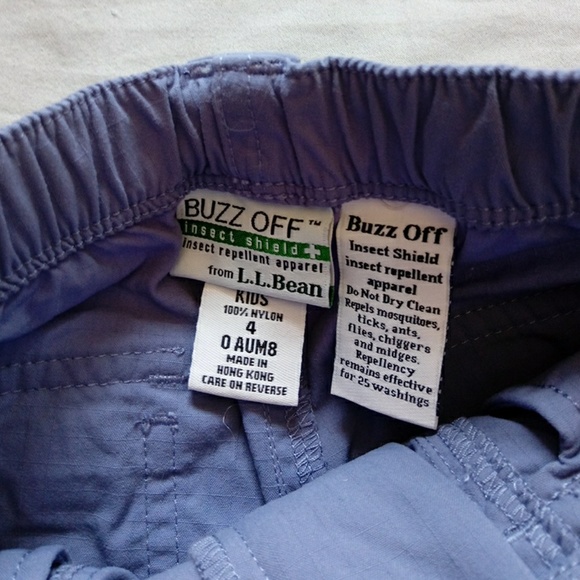 BUZZ OFF™
insect shield+
insect repellent apparel
from L.L.Bean
KIDS
100% NYLON
4
0 AUM8
MADE IN
HONG KONG
CARE ON REVERSE
Buzz Off
Insect Shield
insect repellent
apparel
Do Not Dry Clean
Repels mosquitoes,
ticks, ants,
flies, chiggers
and midges.
Repellency
remains effective
for 25 washings